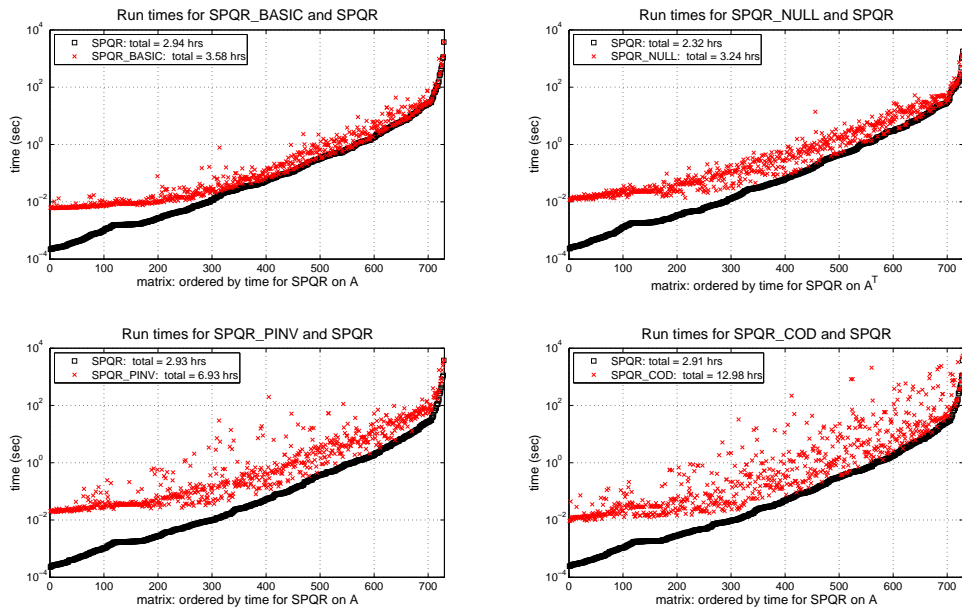 Run times for SPQR_BASIC and SPQR
SPQR: total = 2.94 hrs
SPQR_BASIC: total = 3.58 hrs
10^4
10^2
10^0
10^-2
10^-4
time (sec)
0 100 200 300 400 500 600 700
matrix: ordered by time for SPQR on A
Run times for SPQR_NULL and SPQR
SPQR: total = 2.32 hrs
SPQR_NULL: total = 3.24 hrs
10^4
10^2
10^0
10^-2
10^-4
time (sec)
0 100 200 300 400 500 600 700
matrix: ordered by time for SPQR on A^T
Run times for SPQR_PINV and SPQR
SPQR: total = 2.93 hrs
SPQR_PINV: total = 6.93 hrs
10^4
10^2
10^0
10^-2
10^-4
time (sec)
0 100 200 300 400 500 600 700
matrix: ordered by time for SPQR on A
Run times for SPQR_COD and SPQR
SPQR: total = 2.91 hrs
SPQR_COD: total = 12.98 hrs
10^4
10^2
10^0
10^-2
10^-4
time (sec)
0 100 200 300 400 500 600 700
matrix: ordered by time for SPQR on A